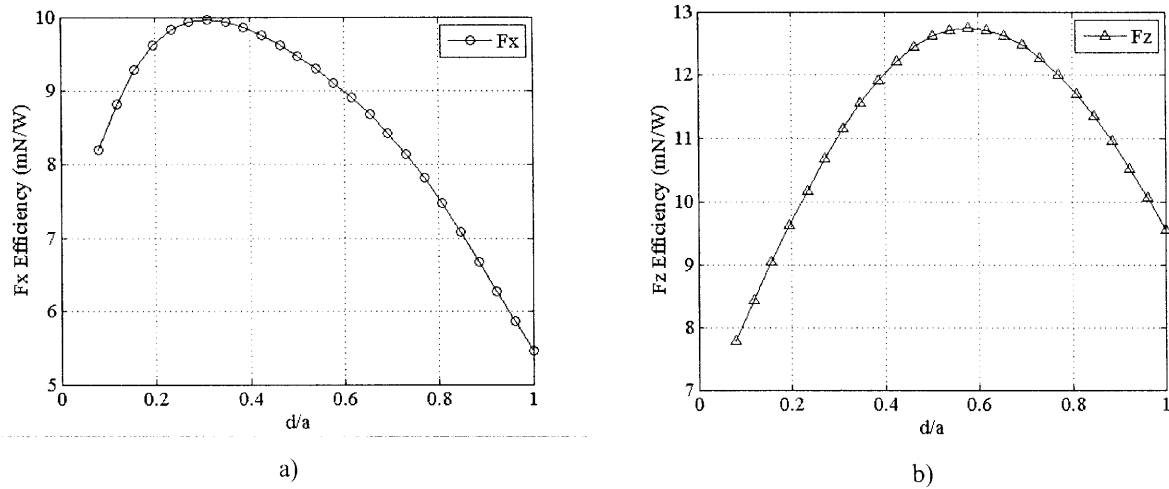 10
9
8
7
6
5
Fx Efficiency (mN/W)
Fx
0 0.2 0.4 0.6 0.8 1
d/a
a)
13
12
11
10
9
8
7
Fz Efficiency (mN/W)
Fz
0 0.2 0.4 0.6 0.8 1
d/a
b)